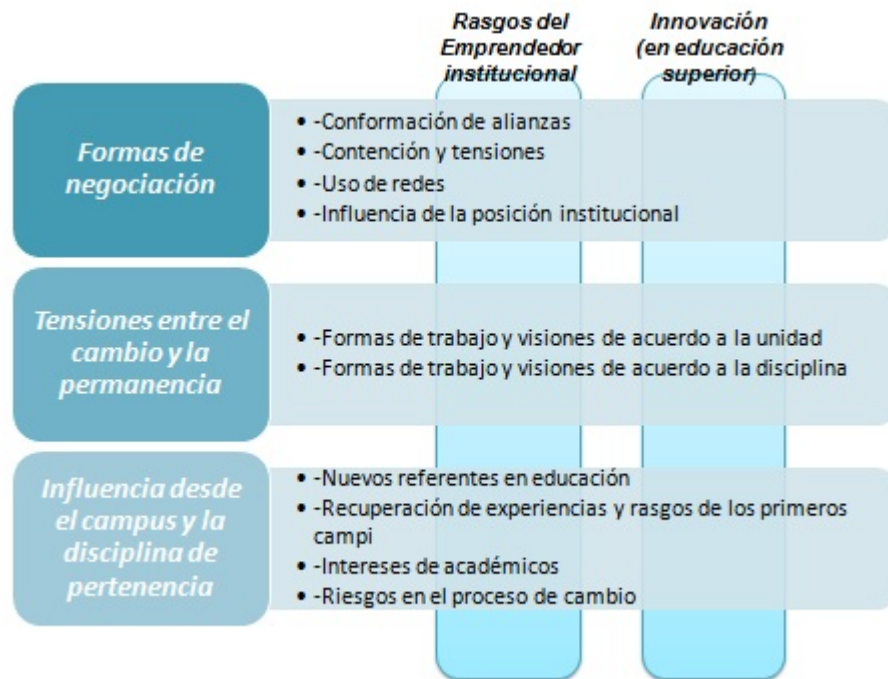 Rasgos del
Emprendedor
institucional
Innovación
(en educación
superior)
Formas de
negociación
• -Conformación de alianzas
• -Contención y tensiones
• -Uso de redes
• -Influencia de la posición institucional
Tensiones entre el
cambio y la
permanencia
• -Formas de trabajo y visiones de acuerdo a la unidad
• -Formas de trabajo y visiones de acuerdo a la disciplina
Influencia desde
el campus y la
disciplina de
pertenencia
• -Nuevos referentes en educación
• -Recuperación de experiencias y rasgos de los primeros
campi
• -Intereses de académicos
• -Riesgos en el proceso de cambio